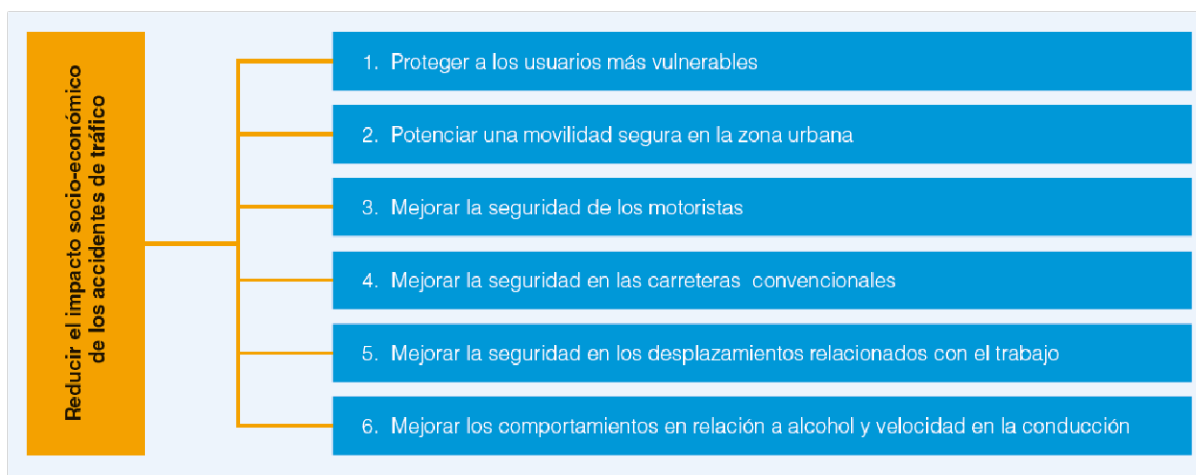 Reducir el impacto socio-económico
de los accidentes de tráfico
1. Proteger a los usuarios más vulnerables
2. Potenciar una movilidad segura en la zona urbana
3. Mejorar la seguridad de los motoristas
4. Mejorar la seguridad en las carreteras convencionales
5. Mejorar la seguridad en los desplazamientos relacionados con el trabajo
6. Mejorar los comportamientos en relación a alcohol y velocidad en la conducción